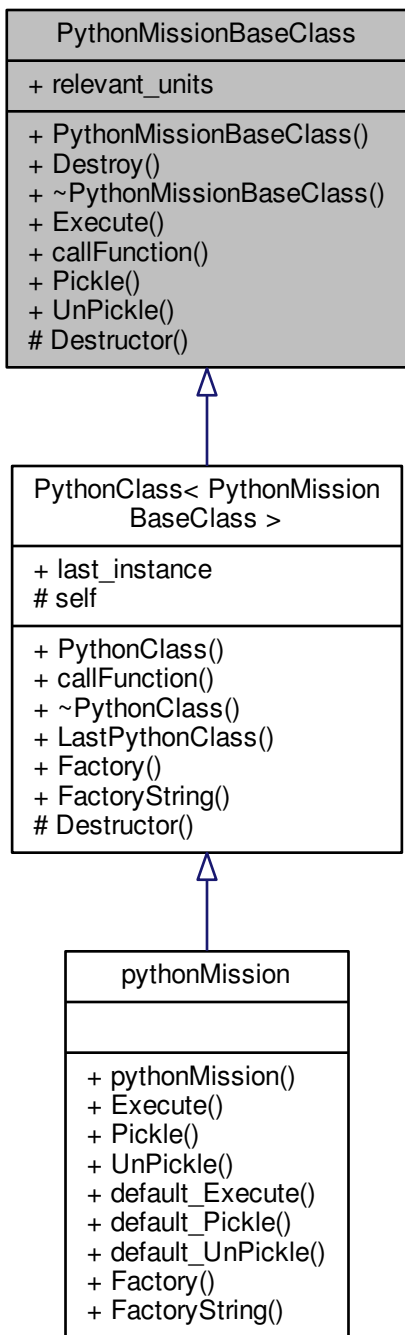 PythonMissionBaseClass
+ relevant_units
+ PythonMissionBaseClass()
+ Destroy()
+ ~PythonMissionBaseClass()
+ Execute()
+ callFunction()
+ Pickle()
+ UnPickle()
# Destructor()
PythonClass< PythonMission
BaseClass >
+ last_instance
# self
+ PythonClass()
+ callFunction()
+ ~PythonClass()
+ LastPythonClass()
+ Factory()
+ FactoryString()
# Destructor()
pythonMission
+ pythonMission()
+ Execute()
+ Pickle()
+ UnPickle()
+ default_Execute()
+ default_Pickle()
+ default_UnPickle()
+ Factory()
+ FactoryString()